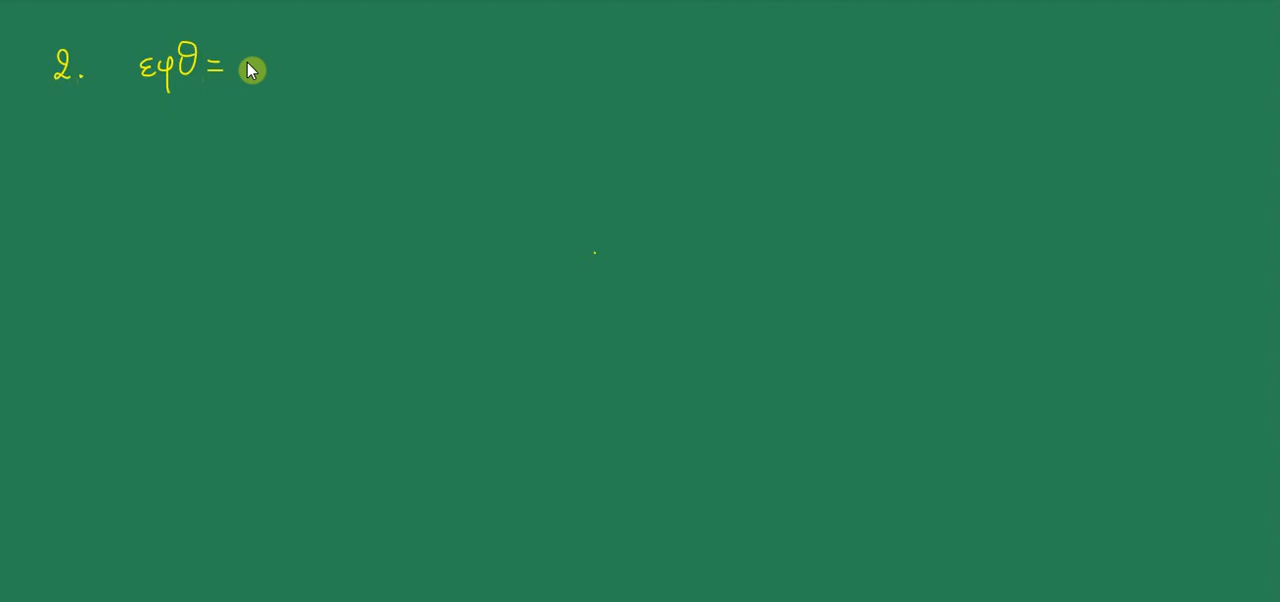 2. εφθ =